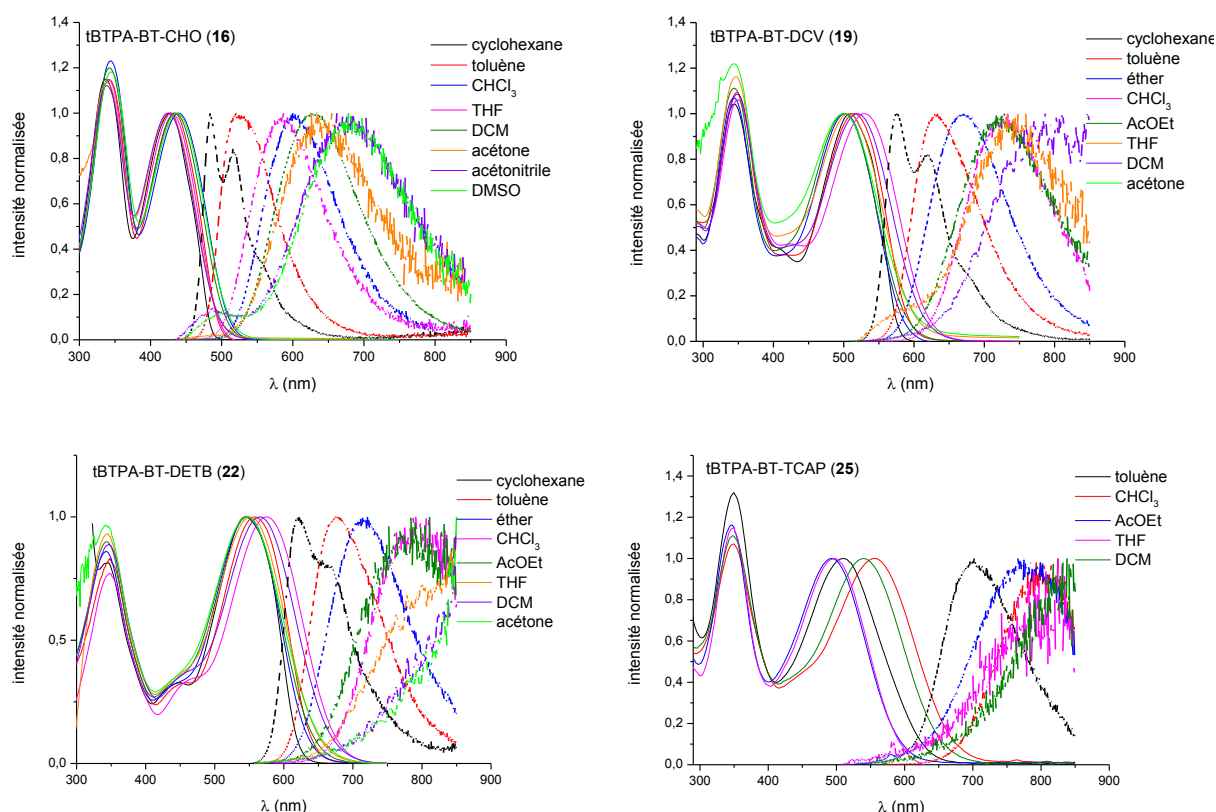 tBTPA-BT-CHO (16)
cyclohexane
toluène
CHCl3
THF
DCM
acétone
acétonitrile
DMSO
intensité normalisée
1,4
1,2
1,0
0,8
0,6
0,4
0,2
0,0
300 400 500 600 700 800 900
λ (nm)
tBTPA-BT-DCV (19)
cyclohexane
toluène
éther
CHCl3
AcOEt
THF
DCM
acétone
intensité normalisée
1,4
1,2
1,0
0,8
0,6
0,4
0,2
0,0
300 400 500 600 700 800 900
λ (nm)
tBTPA-BT-DETB (22)
cyclohexane
toluène
éther
CHCl3
AcOEt
THF
DCM
acétone
intensité normalisée
1,0
0,5
0,0
300 400 500 600 700 800 900
λ (nm)
tBTPA-BT-TCAP (25)
toluène
CHCl3
AcOEt
THF
DCM
intensité normalisée
1,4
1,2
1,0
0,8
0,6
0,4
0,2
0,0
300 400 500 600 700 800 900
λ (nm)